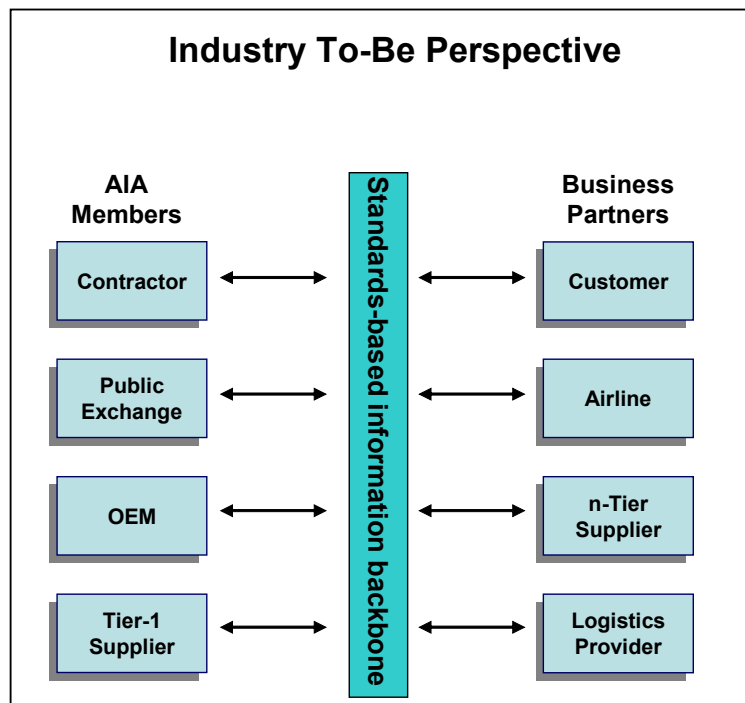 Industry To-Be Perspective
AIA
Members
Contractor
Public
Exchange
OEM
Tier-1
Supplier
Standards-based information backbone
Business
Partners
Customer
Airline
n-Tier
Supplier
Logistics
Provider